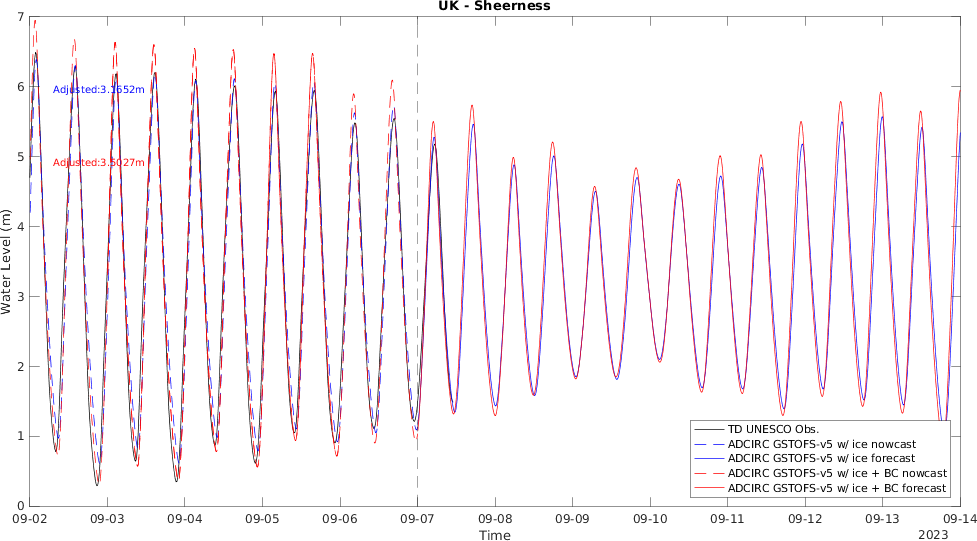 UK - Sheerness
7
6
5
4
3
2
1
0
Water Level (m)
Adjusted:3.1652m
Adjusted:3.5027m
09-02 09-03 09-04 09-05 09-06 09-07 09-08 09-09 09-10 09-11 09-12 09-13 09-14
Time
2023
TD UNESCO Obs.
ADCIRC GSTOFS-v5 w/ ice nowcast
ADCIRC GSTOFS-v5 w/ ice forecast
ADCIRC GSTOFS-v5 w/ ice + BC nowcast
ADCIRC GSTOFS-v5 w/ ice + BC forecast